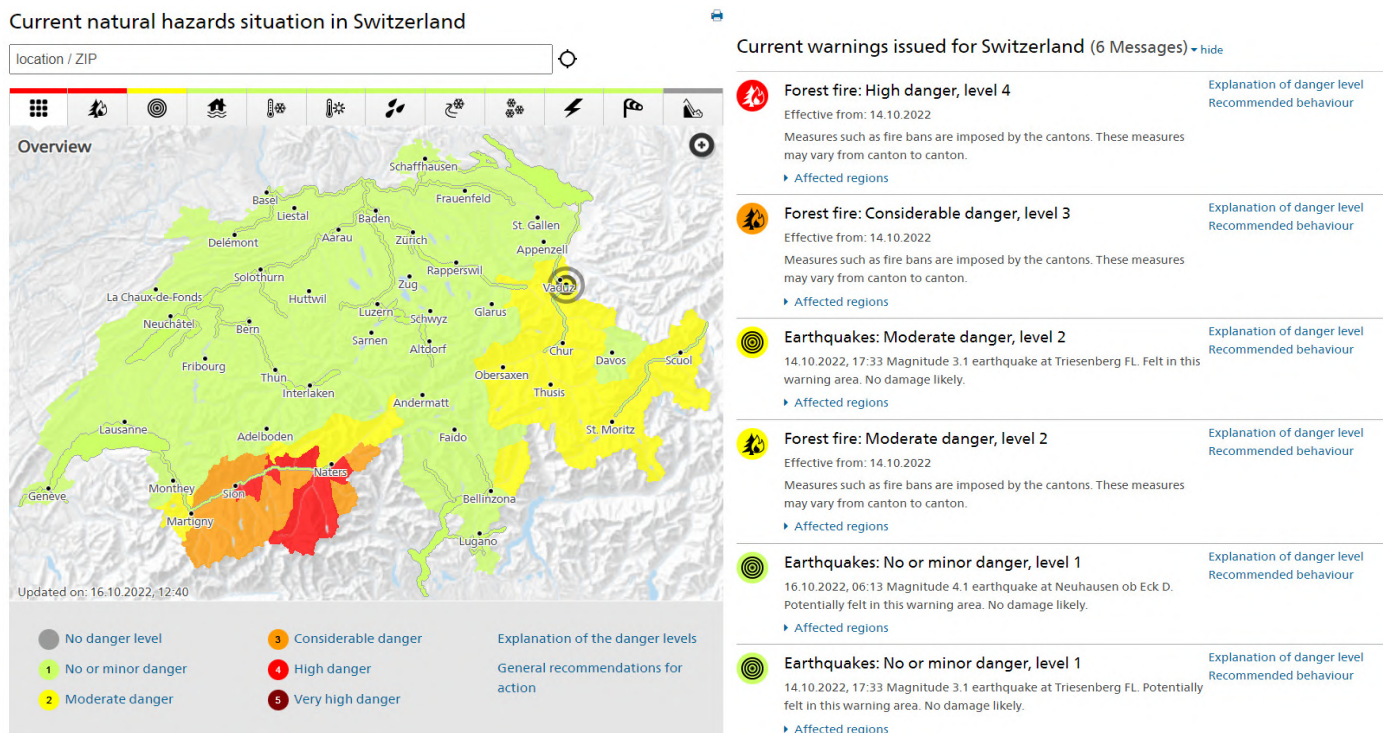 Current natural hazards situation in Switzerland
location / ZIP
Overview
Schaffhausen
Basel
Frauenfeld
Liestal
Baden
St. Gallen
Delémont
Aarau
Zürich
Appenzell
Solothurn
Rapperswil
Zug
Vaduz
La Chaux-de-Fonds
Huttwil
Luzern
Schwyz
Glarus
Neuchâtel
Bern
Sarnen
Altdorf
Chur
Davos
Scuol
Fribourg
Thun
Obersaxen
Interlaken
Thusis
Andermatt
Lausanne
Adelboden
Faido
St. Moritz
Naters
Genève
Monthey
Sion
Bellinzona
Martigny
Lugano
Updated on: 16.10.2022, 12:40
No danger level
1 No or minor danger
2 Moderate danger
3 Considerable danger
4 High danger
5 Very high danger
Explanation of the danger levels
General recommendations for
action
Current warnings issued for Switzerland (6 Messages) hide
Forest fire: High danger, level 4
Effective from: 14.10.2022
Measures such as fire bans are imposed by the cantons. These measures
may vary from canton to canton.
Affected regions
Explanation of danger level
Recommended behaviour
Forest fire: Considerable danger, level 3
Effective from: 14.10.2022
Measures such as fire bans are imposed by the cantons. These measures
may vary from canton to canton.
Affected regions
Explanation of danger level
Recommended behaviour
Earthquakes: Moderate danger, level 2
14.10.2022, 17:33 Magnitude 3.1 earthquake at Triesenberg FL. Felt in this
warning area. No damage likely.
Affected regions
Explanation of danger level
Recommended behaviour
Forest fire: Moderate danger, level 2
Effective from: 14.10.2022
Measures such as fire bans are imposed by the cantons. These measures
may vary from canton to canton.
Affected regions
Explanation of danger level
Recommended behaviour
Earthquakes: No or minor danger, level 1
16.10.2022, 06:13 Magnitude 4.1 earthquake at Neuhausen ob Eck D.
Potentially felt in this warning area. No damage likely.
Affected regions
Explanation of danger level
Recommended behaviour
Earthquakes: No or minor danger, level 1
14.10.2022, 17:33 Magnitude 3.1 earthquake at Triesenberg FL. Potentially
felt in this warning area. No damage likely.
Affected regions
Explanation of danger level
Recommended behaviour